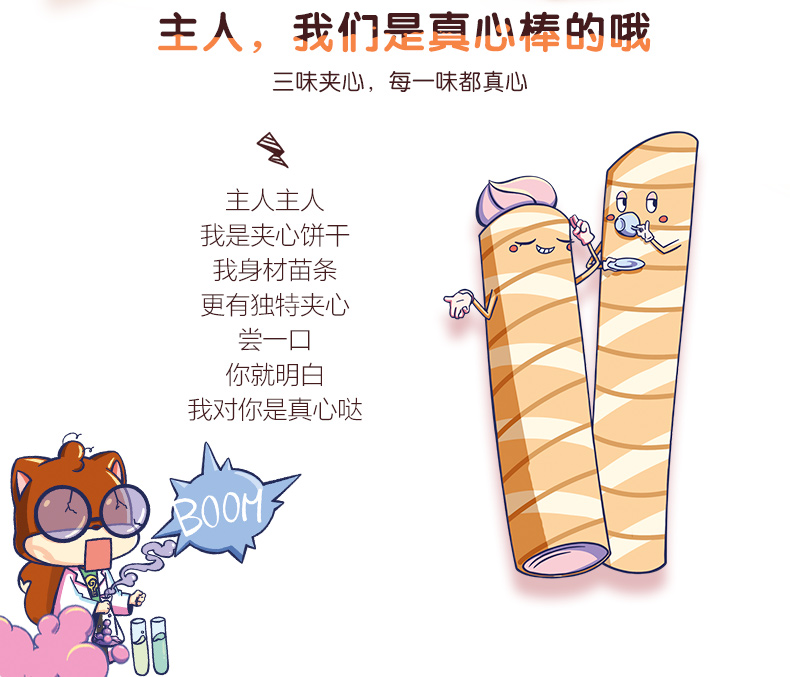 主人，我们是真心棒的哦
三味夹心，每一味都真心
主人主人
我是夹心饼干
我身材苗条
更有独特夹心
尝一口
你就明白
我对你是真心哒
BOOM